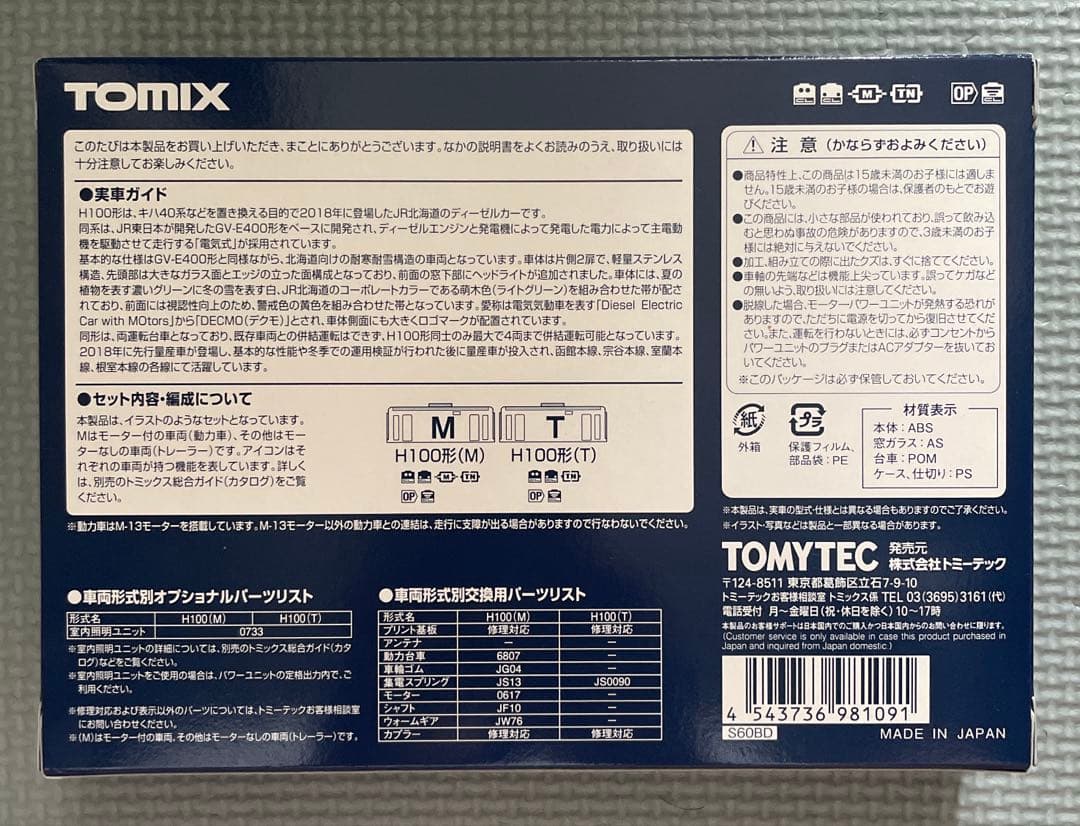 TOMIX
CL CL M TN OP CL
このたびは本製品をお買い上げいただき、まことにありがとうございます。なかの説明書をよくお読みのうえ、取り扱いには
十分注意してお楽しみください。
●実車ガイド
H100形は、キハ40系などを置き換える目的で2018年に登場したJR北海道のディーゼルカーです。
同系は、JR東日本が開発したGV-E400形をベースに開発され、ディーゼルエンジンと発電機によって発電した電力によって主電動
機を駆動させて走行する「電気式」が採用されています。
基本的な仕様はGV-E400形と同様ながら、北海道向けの耐寒耐雪構造の車両となっています。車体は片側2扉で、軽量ステンレス
構造、先頭部は大きなガラス面とエッジの立った面構成となっており、前面の窓下部にヘッドライトが追加されました。車体には、夏の
植物を表す濃いグリーンに冬の雪を表す白、JR北海道のコーポレートカラーである萌木色(ライトグリーン)を組み合わせた帯が配さ
れており、前面には視認性向上のため、警戒色の黄色を組み合わせた帯となっています。愛称は電気気動車を表す「Diesel Electric
Car with MOtors」から「DECMO(デクモ)」とされ、車体側面にも大きくロゴマークが配置されています。
同形は、両運転台車となっており、既存車両との併結運転はできず、H100形同士のみ最大で4両まで併結運転可能となっています。
2018年に先行量産車が登場し、基本的な性能や冬季での運用検証が行われた後に量産車が投入され、函館本線、宗谷本線、室蘭本
線、根室本線の各線にて活躍しています。
●セット内容・編成について
本製品は、イラストのようなセットとなっています。
Mはモーター付の車両(動力車)、その他はモー
ターなしの車両(トレーラー)です。アイコンはそ
れぞれの車両が持つ機能を表しています。詳しく
は、別売のトミックス総合ガイド(カタログ)をご覧
ください。
M T
H100形(M) H100形(T)
M TN TN
OP OP
※動力車はM-13モーターを搭載しています。M-13モーター以外の動力車との連結は、走行に支障が出る場合がありますので行なわないでください。
●車両形式別オプショナルパーツリスト
形式名 H100(M) H100(T)
室内照明ユニット 0733
※室内照明ユニットの詳細については、別売のトミックス総合ガイド(カタ
ログ)などをご覧ください。
※室内照明ユニットをご使用の場合は、パワーユニットの定格出力内で、ご
利用ください。
※修理対応および表示以外のパーツについては、トミーテックお客様相談室
にお問い合わせください。
※(M)はモーター付の車両、その他はモーターなしの車両(トレーラー)です。
●車両形式別交換用パーツリスト
形式名 H100(M) H100(T)
プリント基板 修理対応 修理対応
アンテナ ー ー
動力台車 6807 ー
車輪ゴム JG04 ー
集電スプリング JS13 JS0090
モーター 0617 ー
シャフト JF10 ー
ウォームギア JW76 ー
カプラー 修理対応 修理対応
⚠ 注 意 (かならずおよみください)
●商品特性上、この商品は15歳未満のお子様には適しま
せん。15歳未満のお子様の場合は、保護者のもとでお遊
びください。
●この商品には、小さな部品が使われており、誤って飲み込
むと思わぬ事故の危険がありますので、3歳未満のお子
様には絶対に与えないでください。
●加工、組み立ての際に出たクズは、すぐに捨ててください。
●車軸の先端などは機能上尖っています。誤ってケガなど
の無いよう、取り扱いには注意してください。
●脱線した場合、モーターパワーユニットが発熱する恐れが
ありますので、ただちに電源を切ってから復旧させてくだ
さい。また、運転を行わないときには、必ずコンセントから
パワーユニットのプラグまたはACアダプターを抜いてお
いてください。
※このパッケージは必ず保管しておいてください。
紙
外箱
プラ
保護フィルム、
部品袋:PE
材質表示
本体:ABS
窓ガラス:AS
台車:POM
ケース、仕切り:PS
※本製品は、実車の型式・仕様とは異なる場合もありますのでご了承ください。
※イラスト・写真などは製品と一部異なる場合があります。
TOMYTEC 発売元 株式会社トミーテック
〒124-8511 東京都葛飾区立石7-9-10
トミーテックお客様相談室 トミックス係 TEL 03(3695)3161(代)
電話受付 月～金曜日(祝・休日を除く)10～17時
本製品のお客様サポートは日本国内でのご購入かつ日本国内からのお問い合わせに限ります。
(Customer service is only available in case this product purchased in
Japan and inquired from Japan domestic.)
4 543736 981091
S60BD
MADE IN JAPAN